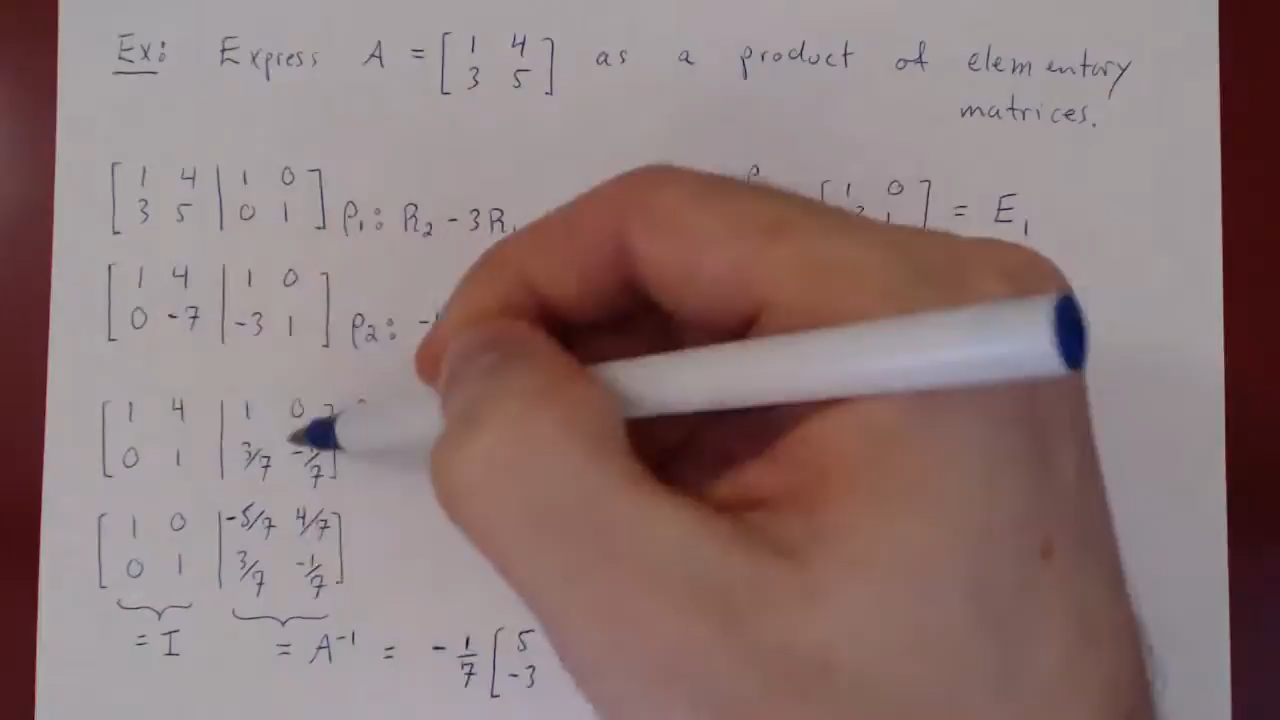 Ex: Express A = [ 1 4 ] as a product of elementary
[ 3 5 ] matrices.
[ 1 4 | 1 0 ]
[ 3 5 | 0 1 ] ρ₁: R₂ - 3R₁
[ 1 0 ] = E₁
[ 1 4 | 1 0 ]
[ 0 -7 | -3 1 ] ρ₂: -
[ 1 4 | 1 0 ]
[ 0 1 | 3/7 -1/7 ]
[ 1 0 | -5/7 4/7 ]
[ 0 1 | 3/7 -1/7 ]
= I = A⁻¹ = - 1/7 [ 5
-3